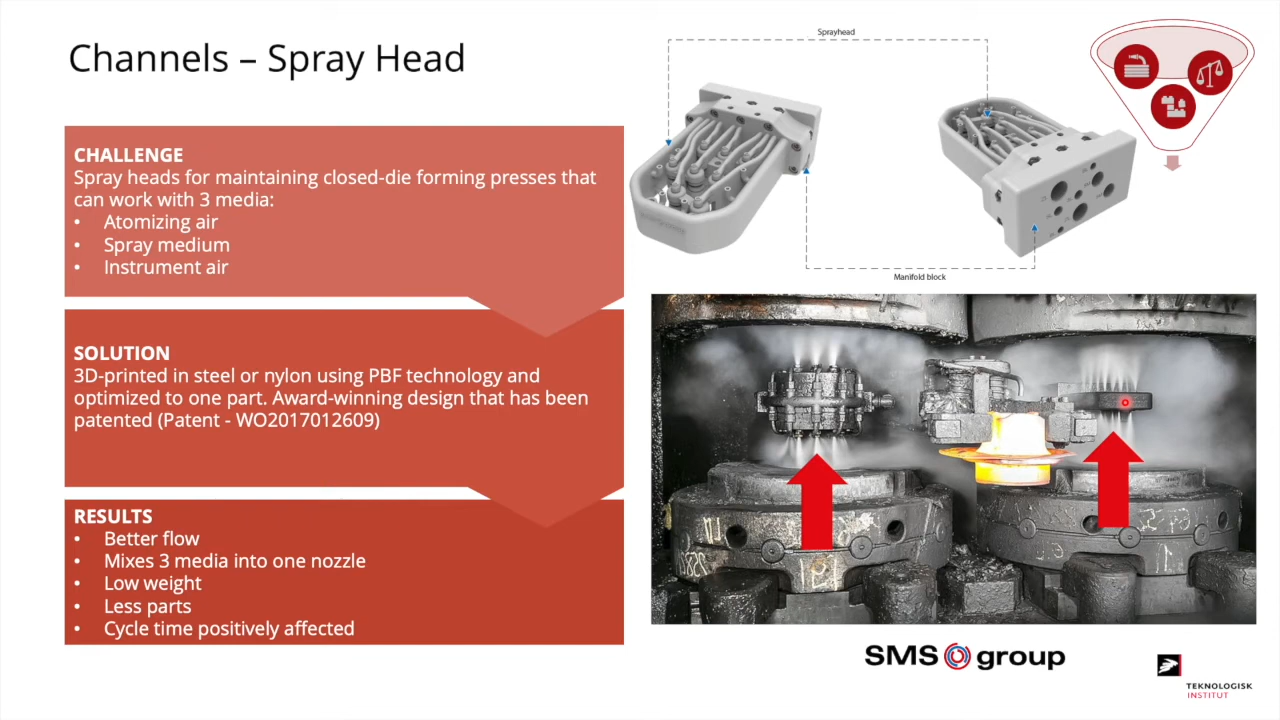 Channels – Spray Head
CHALLENGE
Spray heads for maintaining closed-die forming presses that
can work with 3 media:
• Atomizing air
• Spray medium
• Instrument air
SOLUTION
3D-printed in steel or nylon using PBF technology and
optimized to one part. Award-winning design that has been
patented (Patent - WO2017012609)
RESULTS
• Better flow
• Mixes 3 media into one nozzle
• Low weight
• Less parts
• Cycle time positively affected
Sprayhead
Manifold block
SMS group
TEKNOLOGISK
INSTITUT